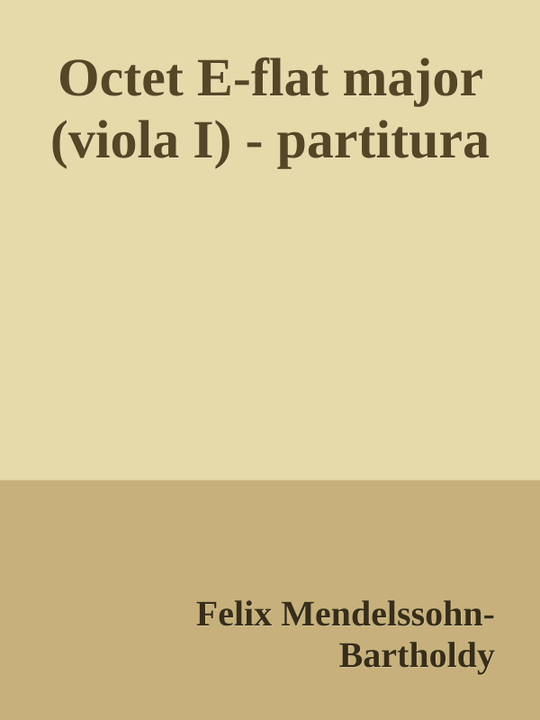 Octet E-flat major
(viola I) - partitura
Felix Mendelssohn-
Bartholdy